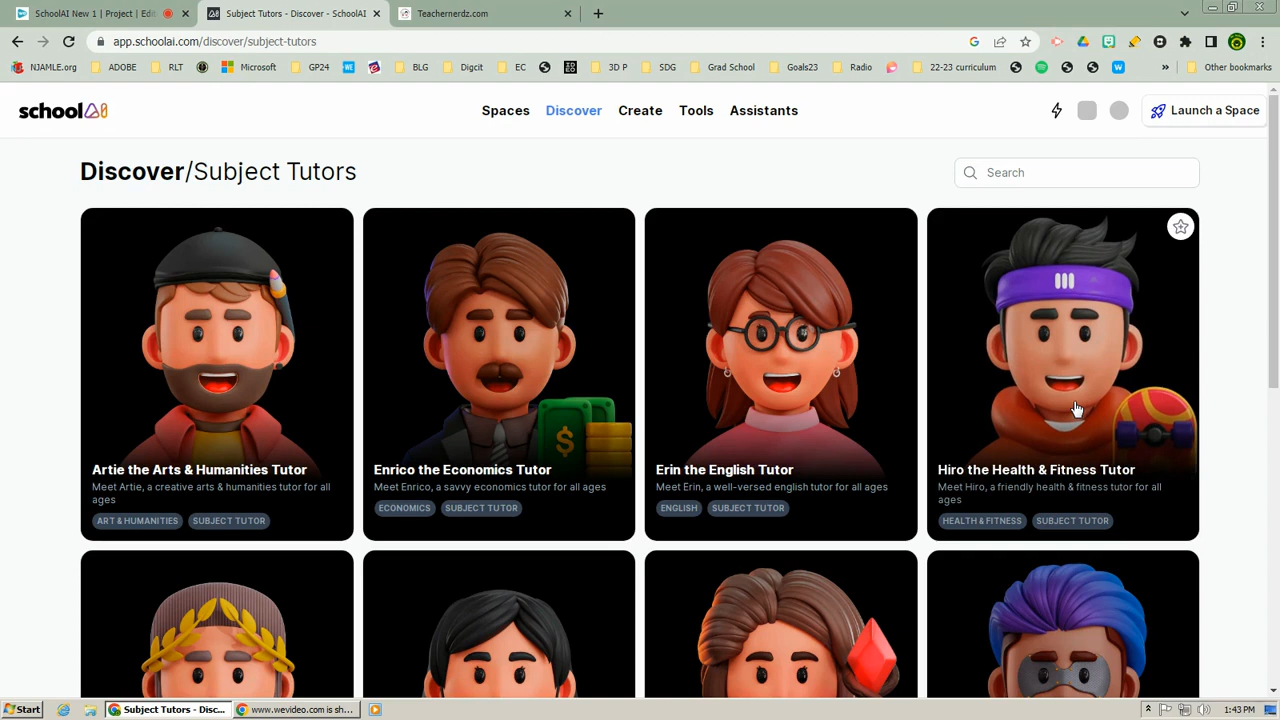 SchoolAI New 1 | Project | Edit
Subject Tutors - Discover - SchoolAI
Teachernerdz.com
app.schoolai.com/discover/subject-tutors
NJAMLE.org
ADOBE
RLT
Microsoft
GP24
WE
BLG
Digcit
EC
3D P
SDG
Grad School
Goals23
Radio
22-23 curriculum
Other bookmarks
schoolAI
Spaces
Discover
Create
Tools
Assistants
Launch a Space
Discover/Subject Tutors
Search
$
Artie the Arts & Humanities Tutor
Meet Artie, a creative arts & humanities tutor for all
ages
ART & HUMANITIES
SUBJECT TUTOR
Enrico the Economics Tutor
Meet Enrico, a savvy economics tutor for all ages
ECONOMICS
SUBJECT TUTOR
Erin the English Tutor
Meet Erin, a well-versed english tutor for all ages
ENGLISH
SUBJECT TUTOR
Hiro the Health & Fitness Tutor
Meet Hiro, a friendly health & fitness tutor for all
ages
HEALTH & FITNESS
SUBJECT TUTOR
Start
Subject Tutors - Disc...
www.wevideo.com is sh...
1:43 PM